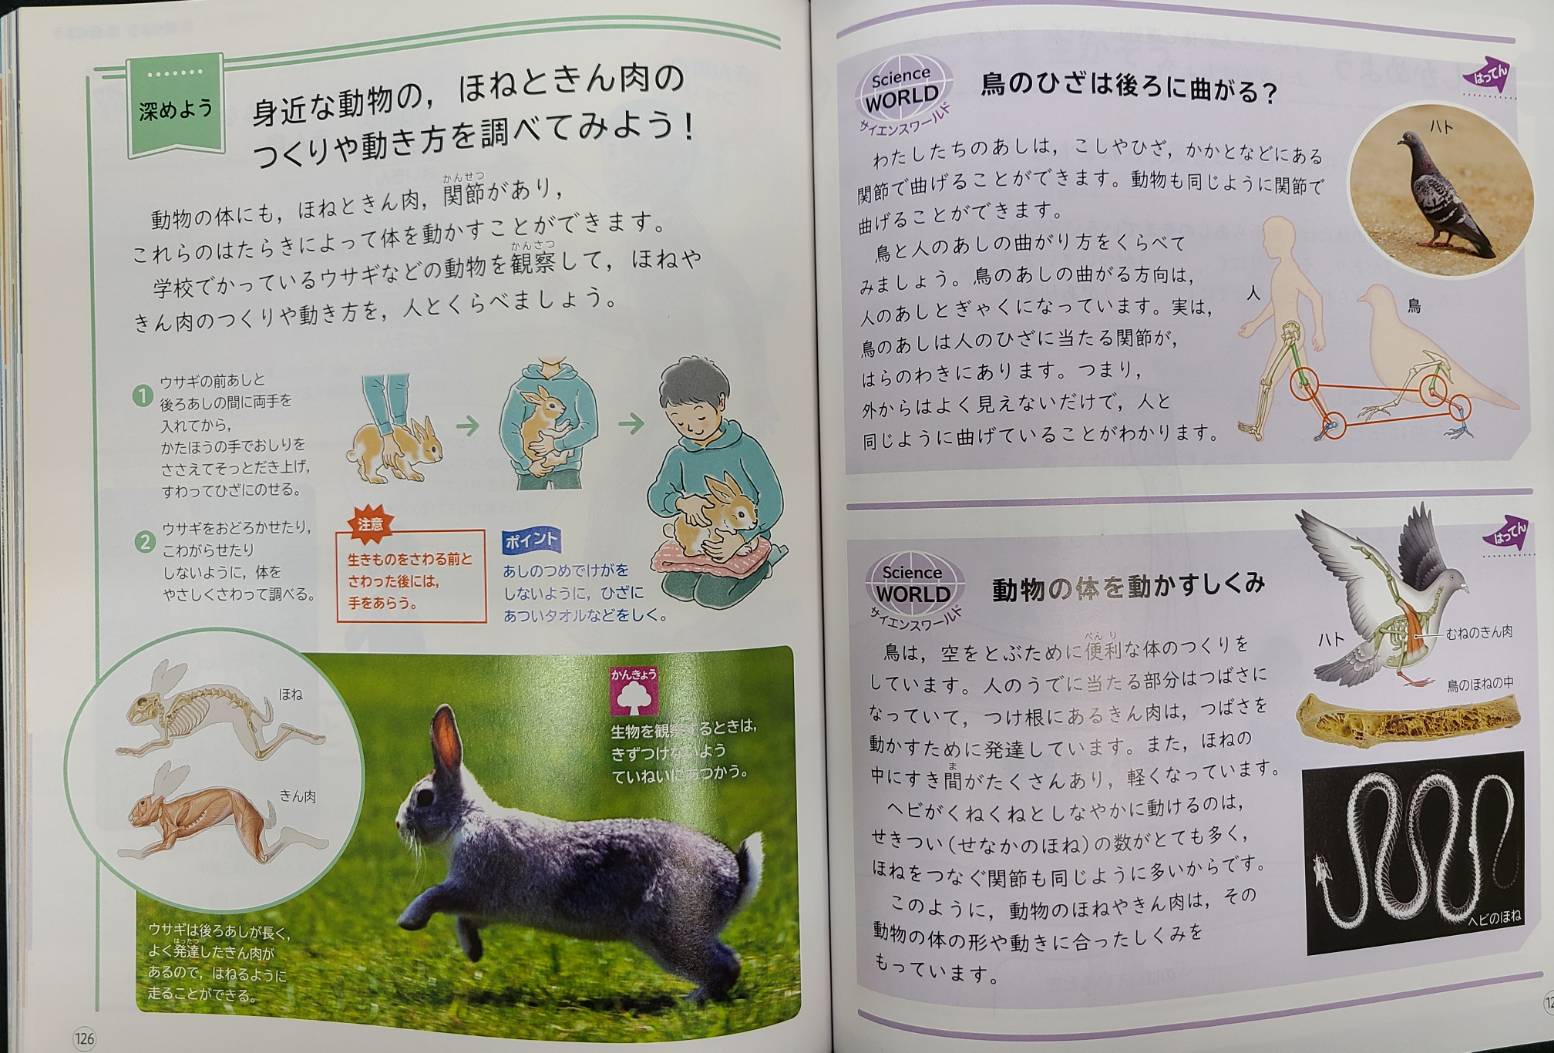 深めよう
身近な動物の，ほねときん肉の
つくりや動き方を調べてみよう！
かんせつ
動物の体にも，ほねときん肉，関節があり，
これらのはたらきによって体を動かすことができます。
かんさつ
学校でかっているウサギなどの動物を観察して，ほねや
きん肉のつくりや動き方を，人とくらべましょう。
1
ウサギの前あしと
後ろあしの間に両手を
入れてから，
かたほうの手でおしりを
ささえてそっとだき上げ，
すわってひざにのせる。
2
ウサギをおどろかせたり，
こわがらせたり
しないように，体を
やさしくさわって調べる。
注意
生きものをさわる前と
さわった後には，
手をあらう。
ポイント
あしのつめでけがを
しないように，ひざに
あついタオルなどをしく。
ほね
きん肉
かんきょう
生物を観察するときは，
きずつけないよう
ていねいにあつかう。
ウサギは後ろあしが長く，
はったつ
よく発達したきん肉が
あるので，はねるように
走ることができる。
126
Science
WORLD
サイエンスワールド
鳥のひざは後ろに曲がる？
はってん
ハト
わたしたちのあしは，こしやひざ，かかとなどにある
関節で曲げることができます。動物も同じように関節で
曲げることができます。
鳥と人のあしの曲がり方をくらべて
みましょう。鳥のあしの曲がる方向は，
人のあしとぎゃくになっています。実は，
鳥のあしは人のひざに当たる関節が，
はらのわきにあります。つまり，
外からはよく見えないだけで，人と
同じように曲げていることがわかります。
人
鳥
Science
WORLD
サイエンスワールド
動物の体を動かすしくみ
はってん
べんり
鳥は，空をとぶために便利な体のつくりを
しています。人のうでに当たる部分はつばさに
なっていて，つけ根にあるきん肉は，つばさを
動かすために発達しています。また，ほねの
ま
中にすき間がたくさんあり，軽くなっています。
ヘビがくねくねとしなやかに動けるのは，
せきつい（せなかのほね）の数がとても多く，
ほねをつなぐ関節も同じように多いからです。
このように，動物のほねやきん肉は，その
動物の体の形や動きに合ったしくみを
もっています。
ハト
むねのきん肉
鳥のほねの中
ヘビのほね